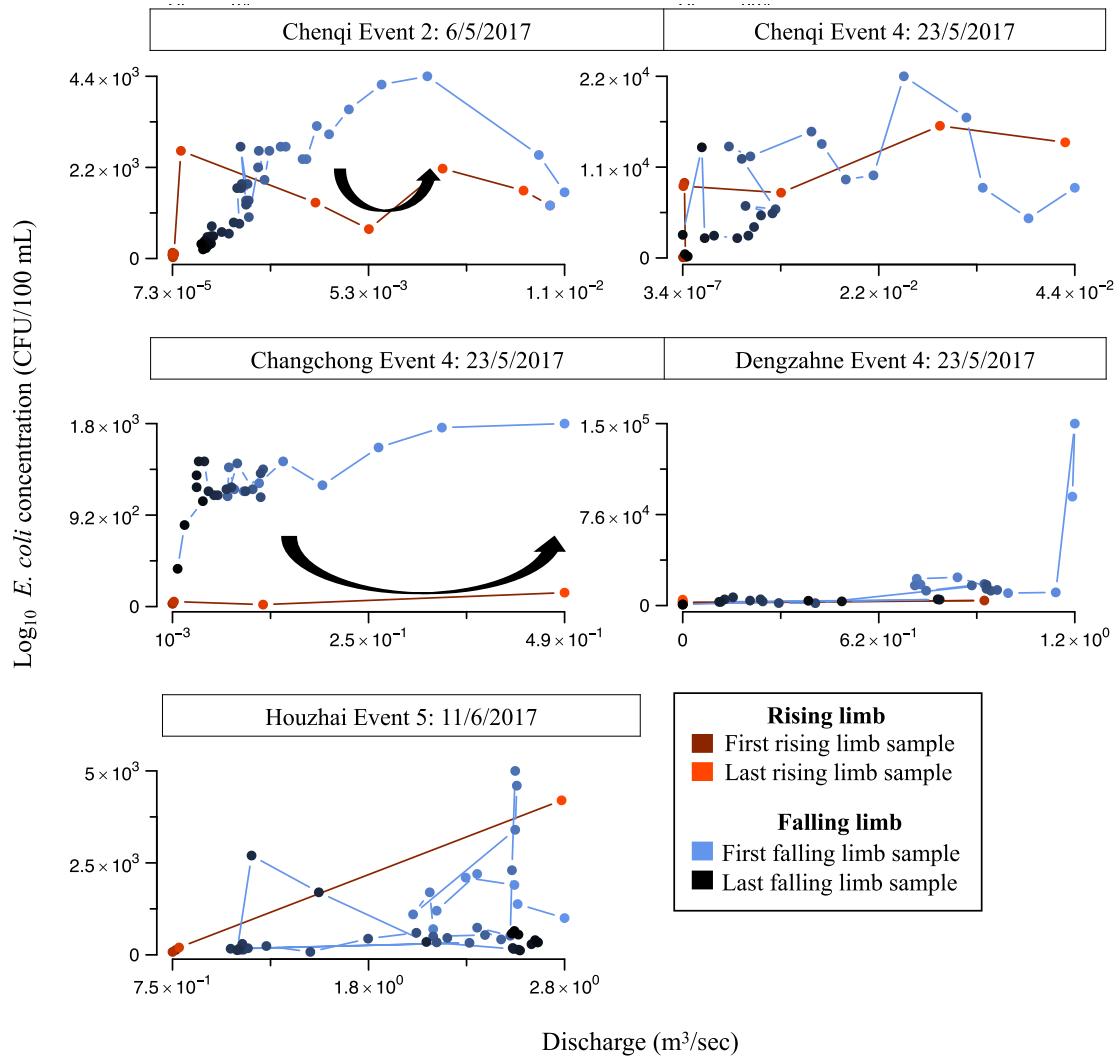 Chenqi Event 2: 6/5/2017
Chenqi Event 4: 23/5/2017
4.4 × 10³
2.2 × 10³
0
7.3 × 10⁻⁵
5.3 × 10⁻³
1.1 × 10⁻²
2.2 × 10⁴
1.1 × 10⁴
0
3.4 × 10⁻⁷
2.2 × 10⁻²
4.4 × 10⁻²
Log₁₀ E. coli concentration (CFU/100 mL)
Changchong Event 4: 23/5/2017
Dengzahne Event 4: 23/5/2017
1.8 × 10³
9.2 × 10²
0
10⁻³
2.5 × 10⁻¹
4.9 × 10⁻¹
1.5 × 10⁵
7.6 × 10⁴
0
0
6.2 × 10⁻¹
1.2 × 10⁰
Houzhai Event 5: 11/6/2017
5 × 10³
2.5 × 10³
0
7.5 × 10⁻¹
1.8 × 10⁰
2.8 × 10⁰
Rising limb
First rising limb sample
Last rising limb sample
Falling limb
First falling limb sample
Last falling limb sample
Discharge (m³/sec)